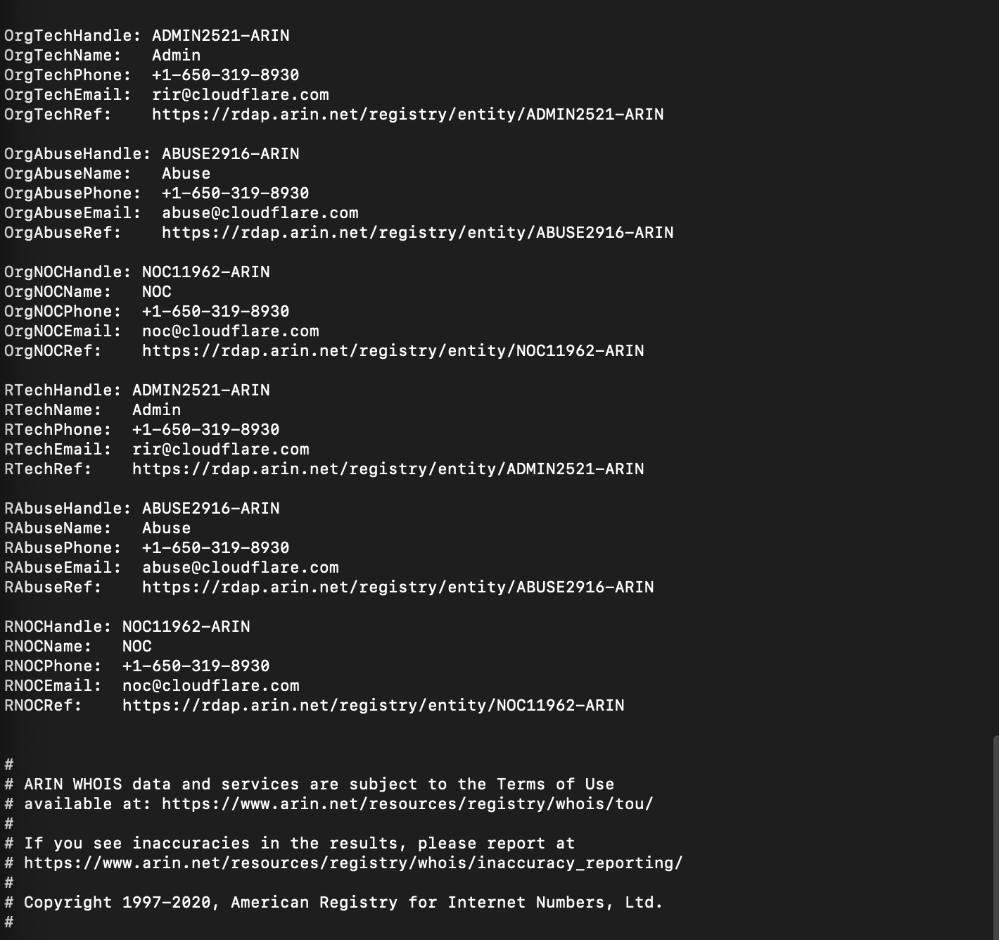 OrgTechHandle: ADMIN2521-ARIN
OrgTechName:   Admin
OrgTechPhone:  +1-650-319-8930
OrgTechEmail:  rir@cloudflare.com
OrgTechRef:    https://rdap.arin.net/registry/entity/ADMIN2521-ARIN

OrgAbuseHandle: ABUSE2916-ARIN
OrgAbuseName:   Abuse
OrgAbusePhone:  +1-650-319-8930
OrgAbuseEmail:  abuse@cloudflare.com
OrgAbuseRef:    https://rdap.arin.net/registry/entity/ABUSE2916-ARIN

OrgNOCHandle: NOC11962-ARIN
OrgNOCName:   NOC
OrgNOCPhone:  +1-650-319-8930
OrgNOCEmail:  noc@cloudflare.com
OrgNOCRef:    https://rdap.arin.net/registry/entity/NOC11962-ARIN

RTechHandle: ADMIN2521-ARIN
RTechName:   Admin
RTechPhone:  +1-650-319-8930
RTechEmail:  rir@cloudflare.com
RTechRef:    https://rdap.arin.net/registry/entity/ADMIN2521-ARIN

RAbuseHandle: ABUSE2916-ARIN
RAbuseName:   Abuse
RAbusePhone:  +1-650-319-8930
RAbuseEmail:  abuse@cloudflare.com
RAbuseRef:    https://rdap.arin.net/registry/entity/ABUSE2916-ARIN

RNOCHandle: NOC11962-ARIN
RNOCName:   NOC
RNOCPhone:  +1-650-319-8930
RNOCEmail:  noc@cloudflare.com
RNOCRef:    https://rdap.arin.net/registry/entity/NOC11962-ARIN

#
# ARIN WHOIS data and services are subject to the Terms of Use
# available at: https://www.arin.net/resources/registry/whois/tou/
#
# If you see inaccuracies in the results, please report at
# https://www.arin.net/resources/registry/whois/inaccuracy_reporting/
#
# Copyright 1997-2020, American Registry for Internet Numbers, Ltd.
#